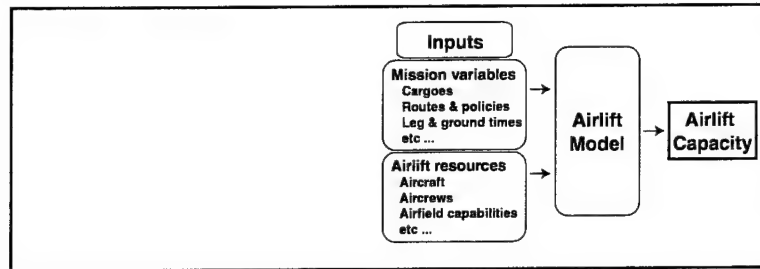 Inputs
Mission variables
Cargoes
Routes & policies
Leg & ground times
etc ...
Airlift resources
Aircraft
Aircrews
Airfield capabilities
etc ...
Airlift
Model
Airlift
Capacity